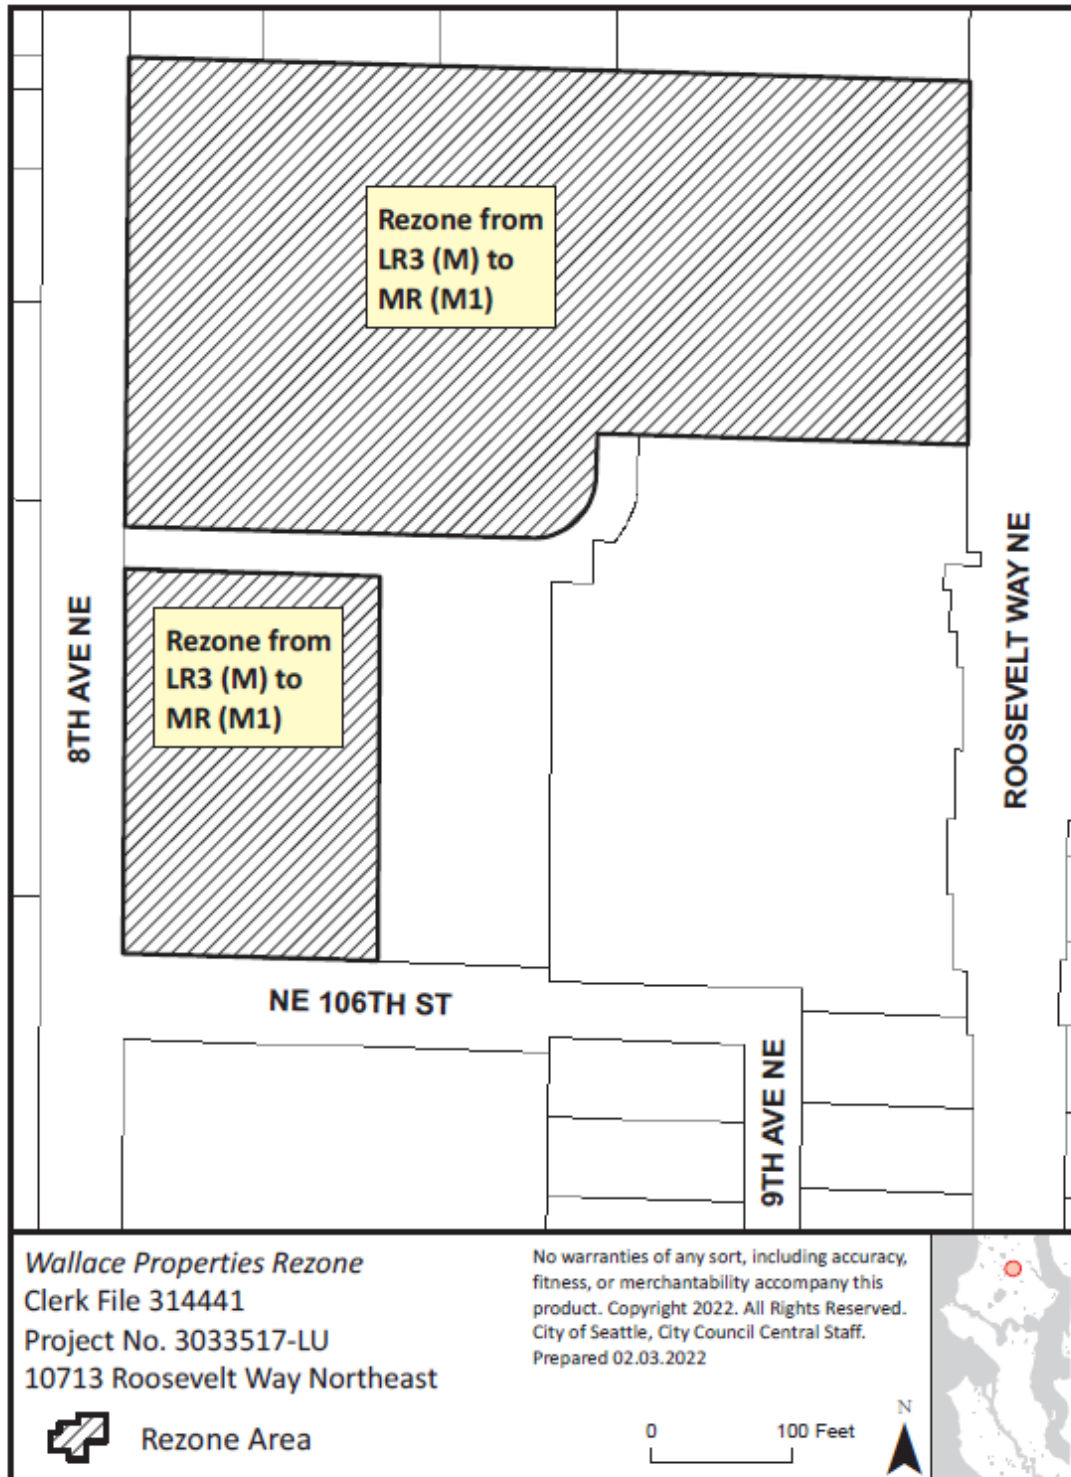 Rezone from
LR3 (M) to
MR (M1)
Rezone from
LR3 (M) to
MR (M1)
8TH AVE NE
ROOSEVELT WAY NE
NE 106TH ST
9TH AVE NE
Wallace Properties Rezone
Clerk File 314441
Project No. 3033517-LU
10713 Roosevelt Way Northeast
Rezone Area
No warranties of any sort, including accuracy,
fitness, or merchantability accompany this
product. Copyright 2022. All Rights Reserved.
City of Seattle, City Council Central Staff.
Prepared 02.03.2022
0 100 Feet
N